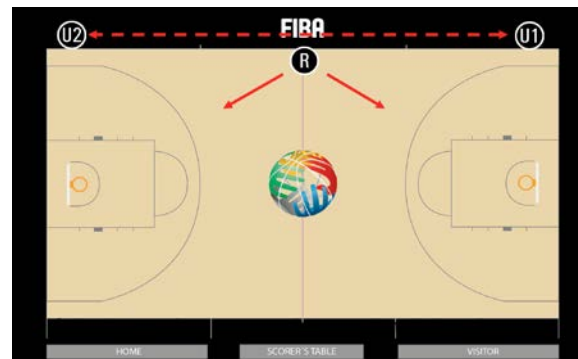 FIBA
U2
U1
R
HOME
SCORER'S TABLE
VISITOR